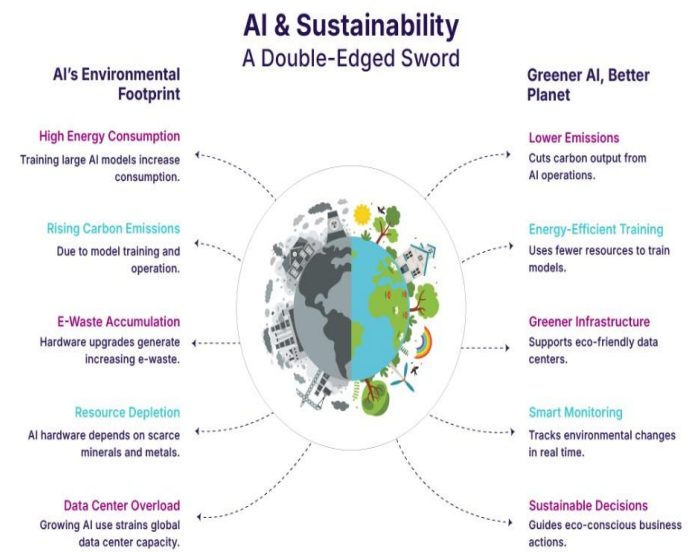 AI & Sustainability
A Double-Edged Sword
AI's Environmental
Footprint
High Energy Consumption
Training large AI models increase
consumption.
Rising Carbon Emissions
Due to model training and
operation.
E-Waste Accumulation
Hardware upgrades generate
increasing e-waste.
Resource Depletion
AI hardware depends on scarce
minerals and metals.
Data Center Overload
Growing AI use strains global
data center capacity.
Greener AI, Better
Planet
Lower Emissions
Cuts carbon output from
AI operations.
Energy-Efficient Training
Uses fewer resources to train
models.
Greener Infrastructure
Supports eco-friendly data
centers.
Smart Monitoring
Tracks environmental changes
in real time.
Sustainable Decisions
Guides eco-conscious business
actions.